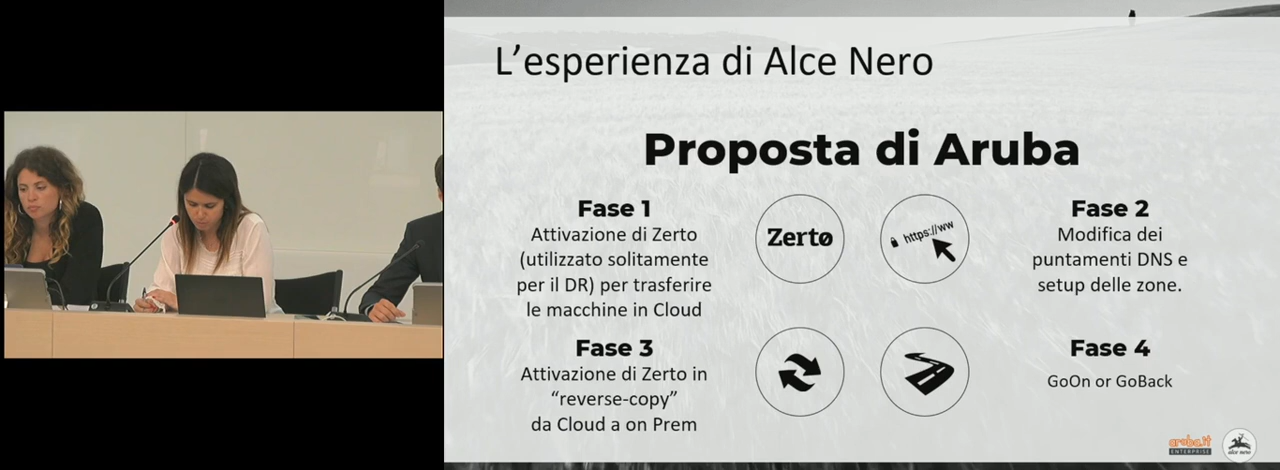 L'esperienza di Alce Nero
Proposta di Aruba
Fase 1
Attivazione di Zerto
(utilizzato solitamente
per il DR) per trasferire
le macchine in Cloud
Zerto
https://ww
Fase 2
Modifica dei
puntamenti DNS e
setup delle zone.
Fase 3
Attivazione di Zerto in
“reverse-copy”
da Cloud a on Prem
Fase 4
GoOn or GoBack
aruba.it
ENTERPRISE
alce nero